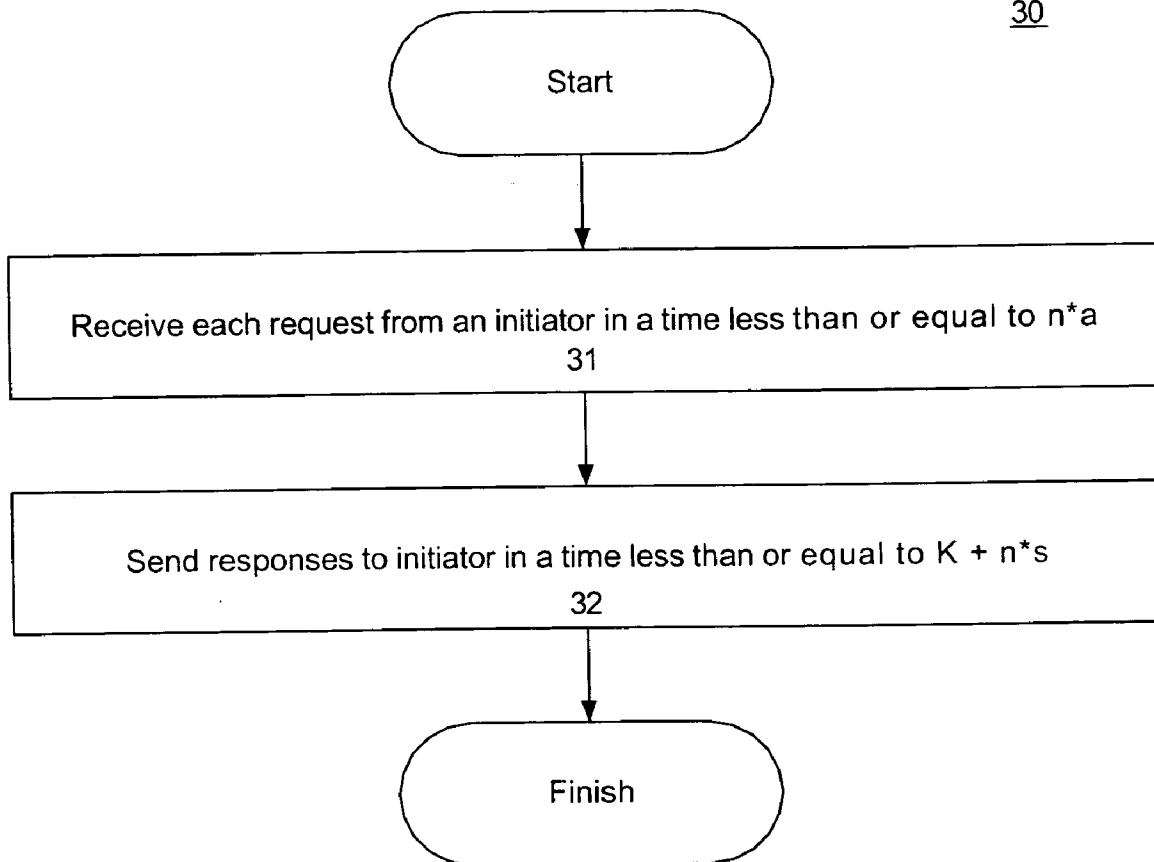 30
Start
Receive each request from an initiator in a time less than or equal to n*a
31
Send responses to initiator in a time less than or equal to K + n*s
32
Finish